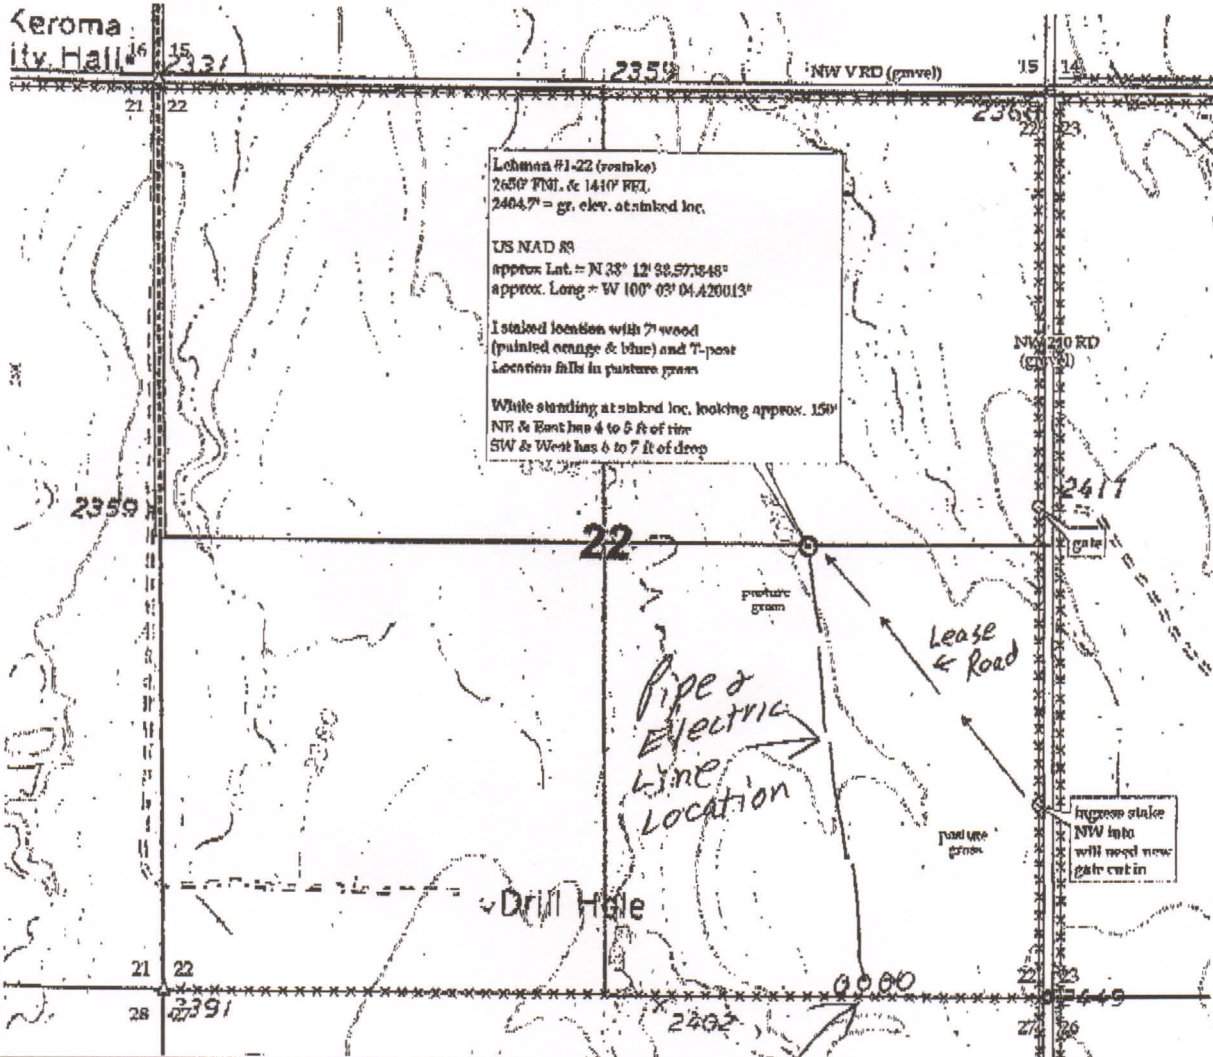 Keroma
ity Hall
16 15
2331
2359
NW V RD (gravel)
15 14
21 22
2360
22 23
Lehman #1-22 (restake)
2650' FNL & 1410' FEL
2404.7' = gr. elev. at staked loc.
US NAD 83
approx Lat. = N 38° 12' 38.573848"
approx. Long = W 100° 03' 04.420013"
I staked location with 7' wood
(painted orange & blue) and T-post
Location falls in pasture grass
While standing at staked loc. looking approx. 150'
NE & East has 4 to 5 ft of rise
SW & West has 6 to 7 ft of drop
NW 210 RD
(gravel)
2359
2411
22
gate
pasture
grass
Lease
← Road
Pipe &
Electric
Line
Location
ingress stake
NW into
will need new
gate cut in
pasture
grass
Drill Hole
21 22
22 23
0000
2449
28 27
2391
2402
27 26